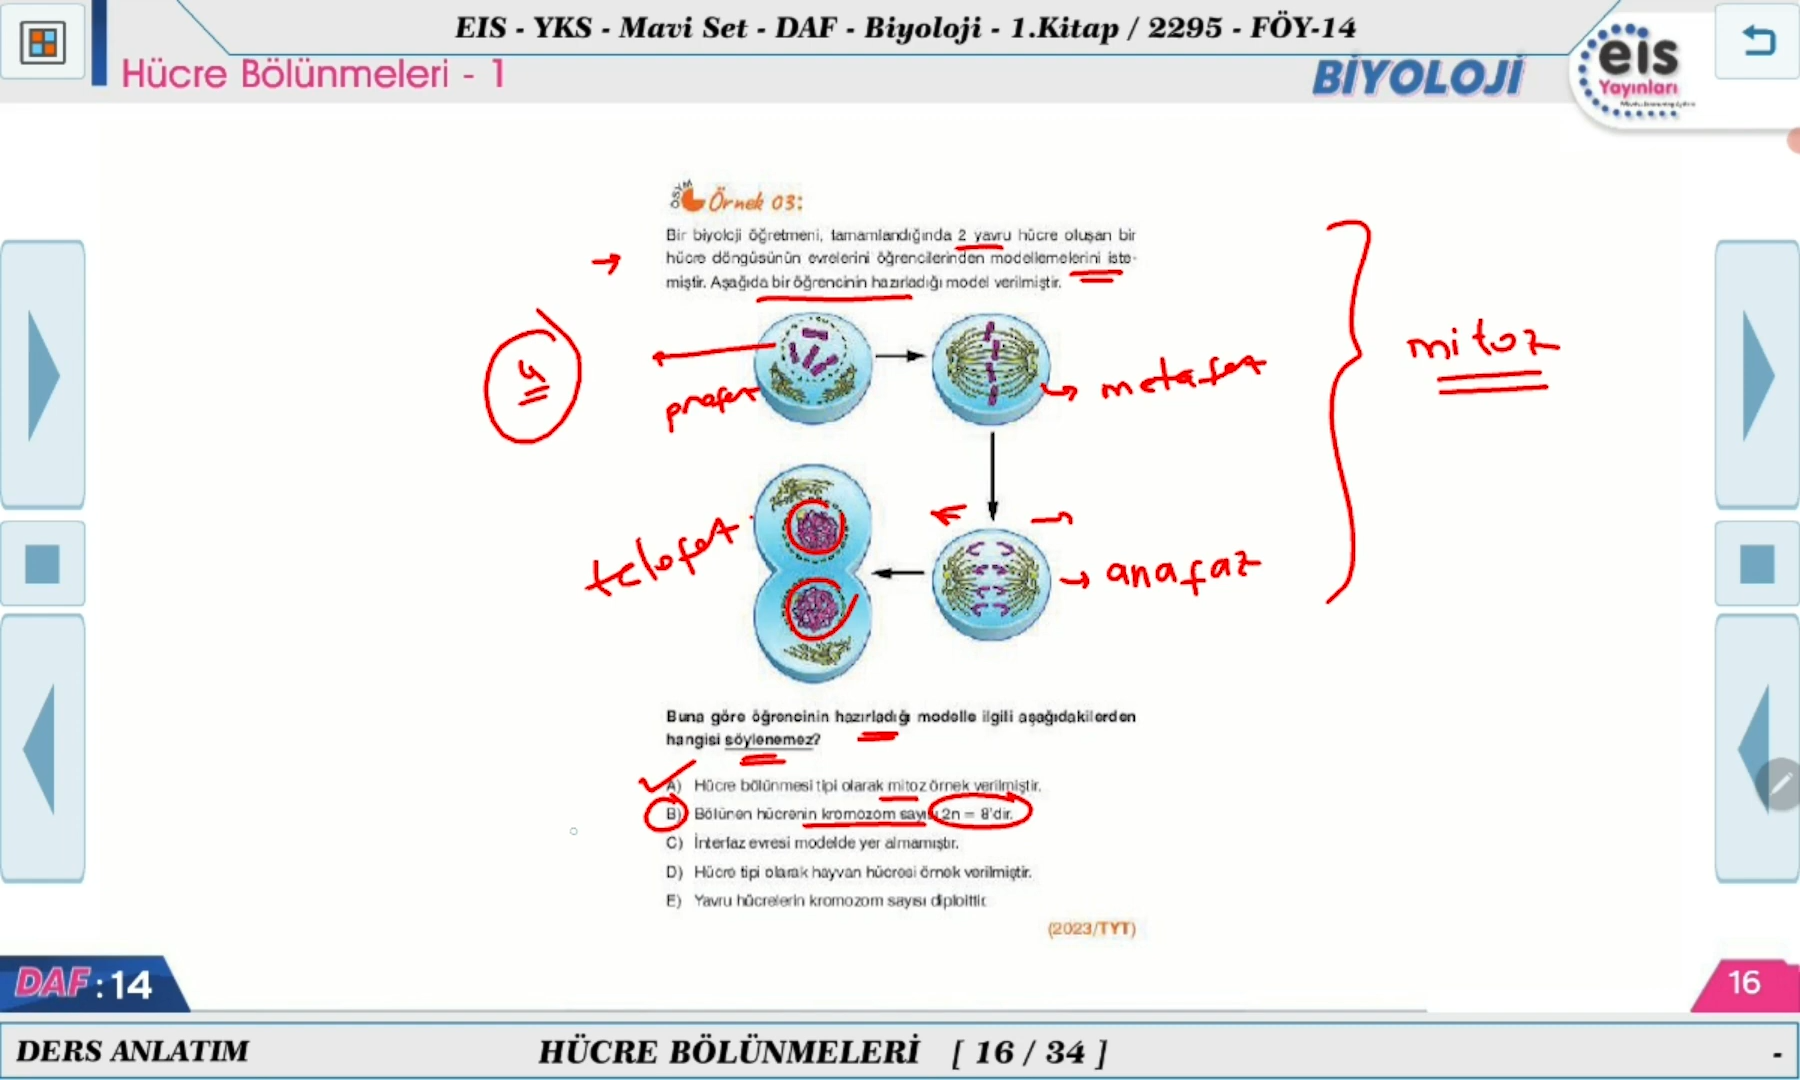 EIS - YKS - Mavi Set - DAF - Biyoloji - 1.Kitap / 2295 - FÖY-14
Hücre Bölünmeleri - 1
BİYOLOJİ
eis
Yayınları
ÖSYM
Örnek 03:
Bir biyoloji öğretmeni, tamamlandığında 2 yavru hücre oluşan bir
hücre döngüsünün evrelerini öğrencilerinden modellemelerini iste-
miştir. Aşağıda bir öğrencinin hazırladığı model verilmiştir.
4
profaz
metafaz
mitoz
telofaz
anafaz
Buna göre öğrencinin hazırladığı modelle ilgili aşağıdakilerden
hangisi söylenemez?
A) Hücre bölünmesi tipi olarak mitoz örnek verilmiştir.
B) Bölünen hücrenin kromozom sayısı 2n = 8'dir.
C) İnterfaz evresi modelde yer almamıştır.
D) Hücre tipi olarak hayvan hücresi örnek verilmiştir.
E) Yavru hücrelerin kromozom sayısı diploittir.
(2023/TYT)
DAF : 14
16
DERS ANLATIM
HÜCRE BÖLÜNMELERİ [ 16 / 34 ]
-